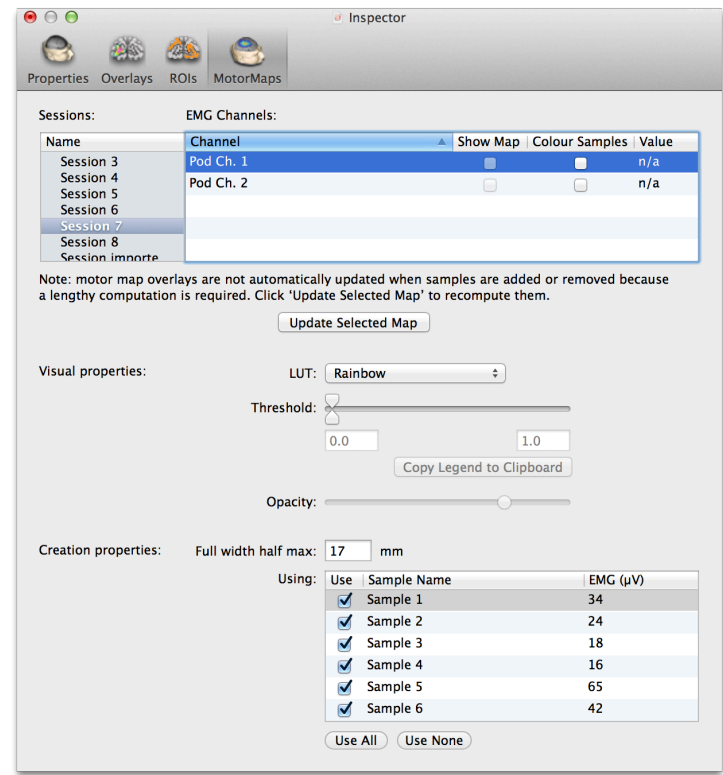 Inspector
Properties Overlays ROIs MotorMaps
Sessions: EMG Channels:
Name Channel Show Map Colour Samples Value
Session 3 Pod Ch. 1 n/a
Session 4 Pod Ch. 2 n/a
Session 5
Session 6
Session 7
Session 8
Session importe
Note: motor map overlays are not automatically updated when samples are added or removed because
a lengthy computation is required. Click ‘Update Selected Map’ to recompute them.
Update Selected Map
Visual properties: LUT: Rainbow
Threshold:
0.0 1.0
Copy Legend to Clipboard
Opacity:
Creation properties: Full width half max: 17 mm
Using: Use Sample Name EMG (µV)
Sample 1 34
Sample 2 24
Sample 3 18
Sample 4 16
Sample 5 65
Sample 6 42
Use All Use None